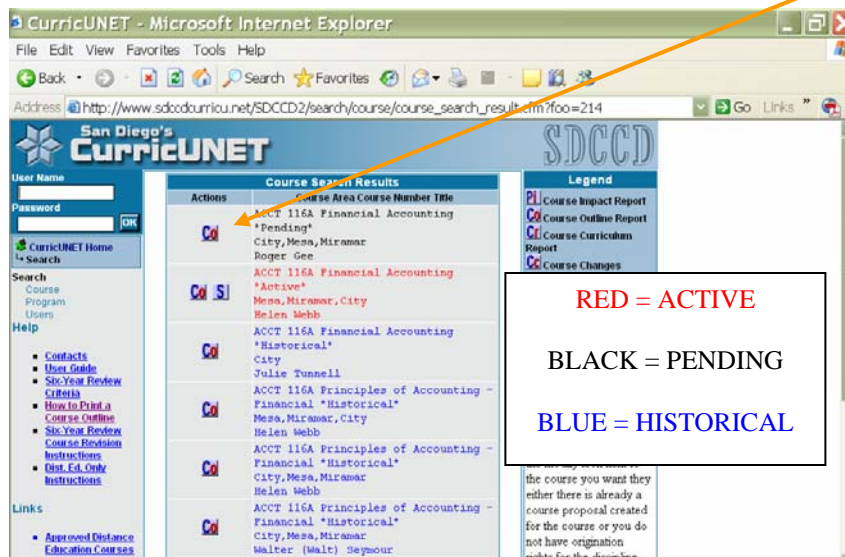 CurricUNET - Microsoft Internet Explorer
File Edit View Favorites Tools Help
Back Search Favorites
Address http://www.sdccdcurricu.net/SDCCD2/search/course/course_search_result.cfm?foo=214 Go Links »
San Diego's
CurricUNET
SDCCD
User Name
Password
OK
CurricUNET Home
Search
Search
Course
Program
Users
Help
Contacts
User Guide
Six-Year Review
Criteria
How to Print a
Course Outline
Six-Year Review
Course Revision
Instructions
Dist. Ed. Only
Instructions
Links
Approved Distance
Education Courses
Course Search Results
Actions Course Area Course Number Title
Co
ACCT 116A Financial Accounting
*Pending*
City,Mesa,Miramar
Roger Gee
Co S
ACCT 116A Financial Accounting
*Active*
Mesa,Miramar,City
Helen Webb
Co
ACCT 116A Financial Accounting
*Historical*
City
Julie Tunnell
Co
ACCT 116A Principles of Accounting -
Financial *Historical*
Mesa,Miramar,City
Helen Webb
Co
ACCT 116A Principles of Accounting -
Financial *Historical*
City,Mesa,Miramar
Helen Webb
Co
ACCT 116A Principles of Accounting -
Financial *Historical*
City,Mesa,Miramar
Walter (Walt) Seymour
Legend
PI Course Impact Report
Co Course Outline Report
Cr Course Curriculum
Report
Cc Course Changes
RED = ACTIVE
BLACK = PENDING
BLUE = HISTORICAL
the course you want they
either there is already a
course proposal created
for the course or you do
not have origination